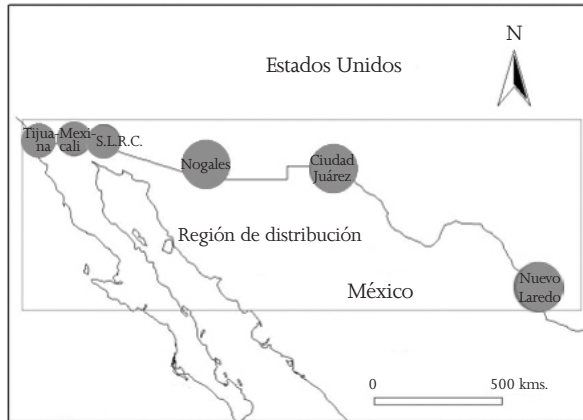 N
Estados Unidos
Tijua-
na
Mexi-
cali
S.L.R.C.
Nogales
Ciudad
Juárez
Región de distribución
México
Nuevo
Laredo
0
500 kms.